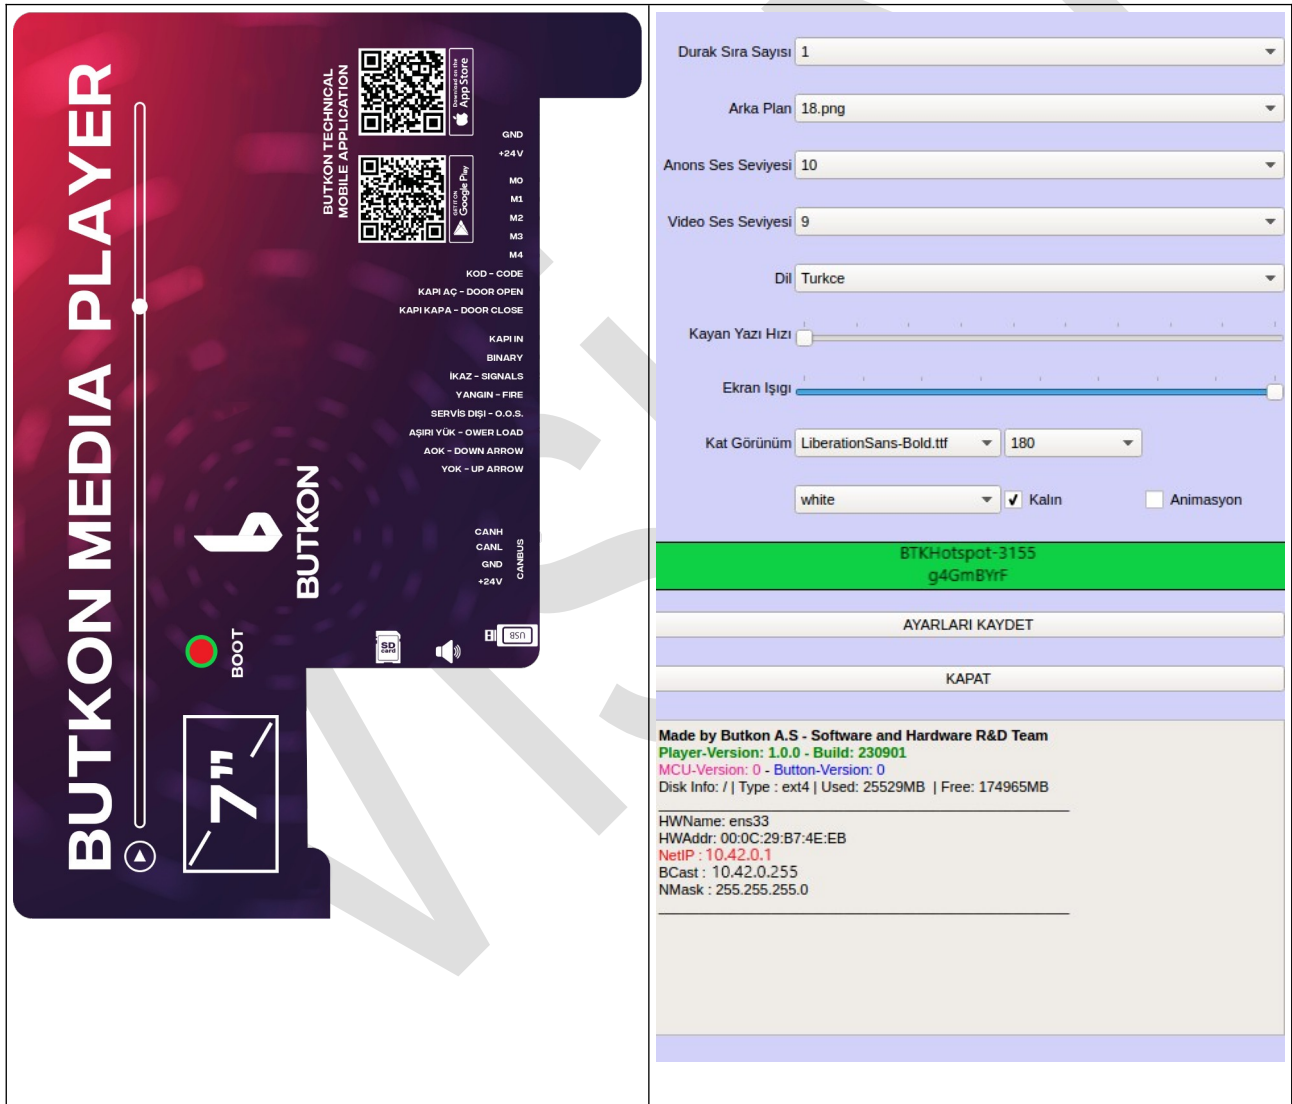 BUTKON MEDIA PLAYER
7"
BOOT
BUTKON
BUTKON TECHNICAL
MOBILE APPLICATION
Download on the
App Store
GET IT ON
Google Play
GND
+24V
M0
M1
M2
M3
M4
KOD - CODE
KAPI AÇ - DOOR OPEN
KAPI KAPA - DOOR CLOSE
KAPI IN
BINARY
İKAZ - SIGNALS
YANGIN - FIRE
SERVİS DIŞI - O.O.S.
AŞIRI YÜK - OWER LOAD
AOK - DOWN ARROW
YOK - UP ARROW
CANH
CANL
GND
+24V
CANBUS
SD
card
USB
Durak Sıra Sayısı 1
Arka Plan 18.png
Anons Ses Seviyesi 10
Video Ses Seviyesi 9
Dil Turkce
Kayan Yazı Hızı
Ekran Işıgı
Kat Görünüm LiberationSans-Bold.ttf 180
white Kalın Animasyon
BTKHotspot-3155
g4GmBYrF
AYARLARI KAYDET
KAPAT
Made by Butkon A.S - Software and Hardware R&D Team
Player-Version: 1.0.0 - Build: 230901
MCU-Version: 0 - Button-Version: 0
Disk Info: / | Type : ext4 | Used: 25529MB | Free: 174965MB
HWName: ens33
HWAddr: 00:0C:29:B7:4E:EB
NetIP : 10.42.0.1
BCast : 10.42.0.255
NMask : 255.255.255.0